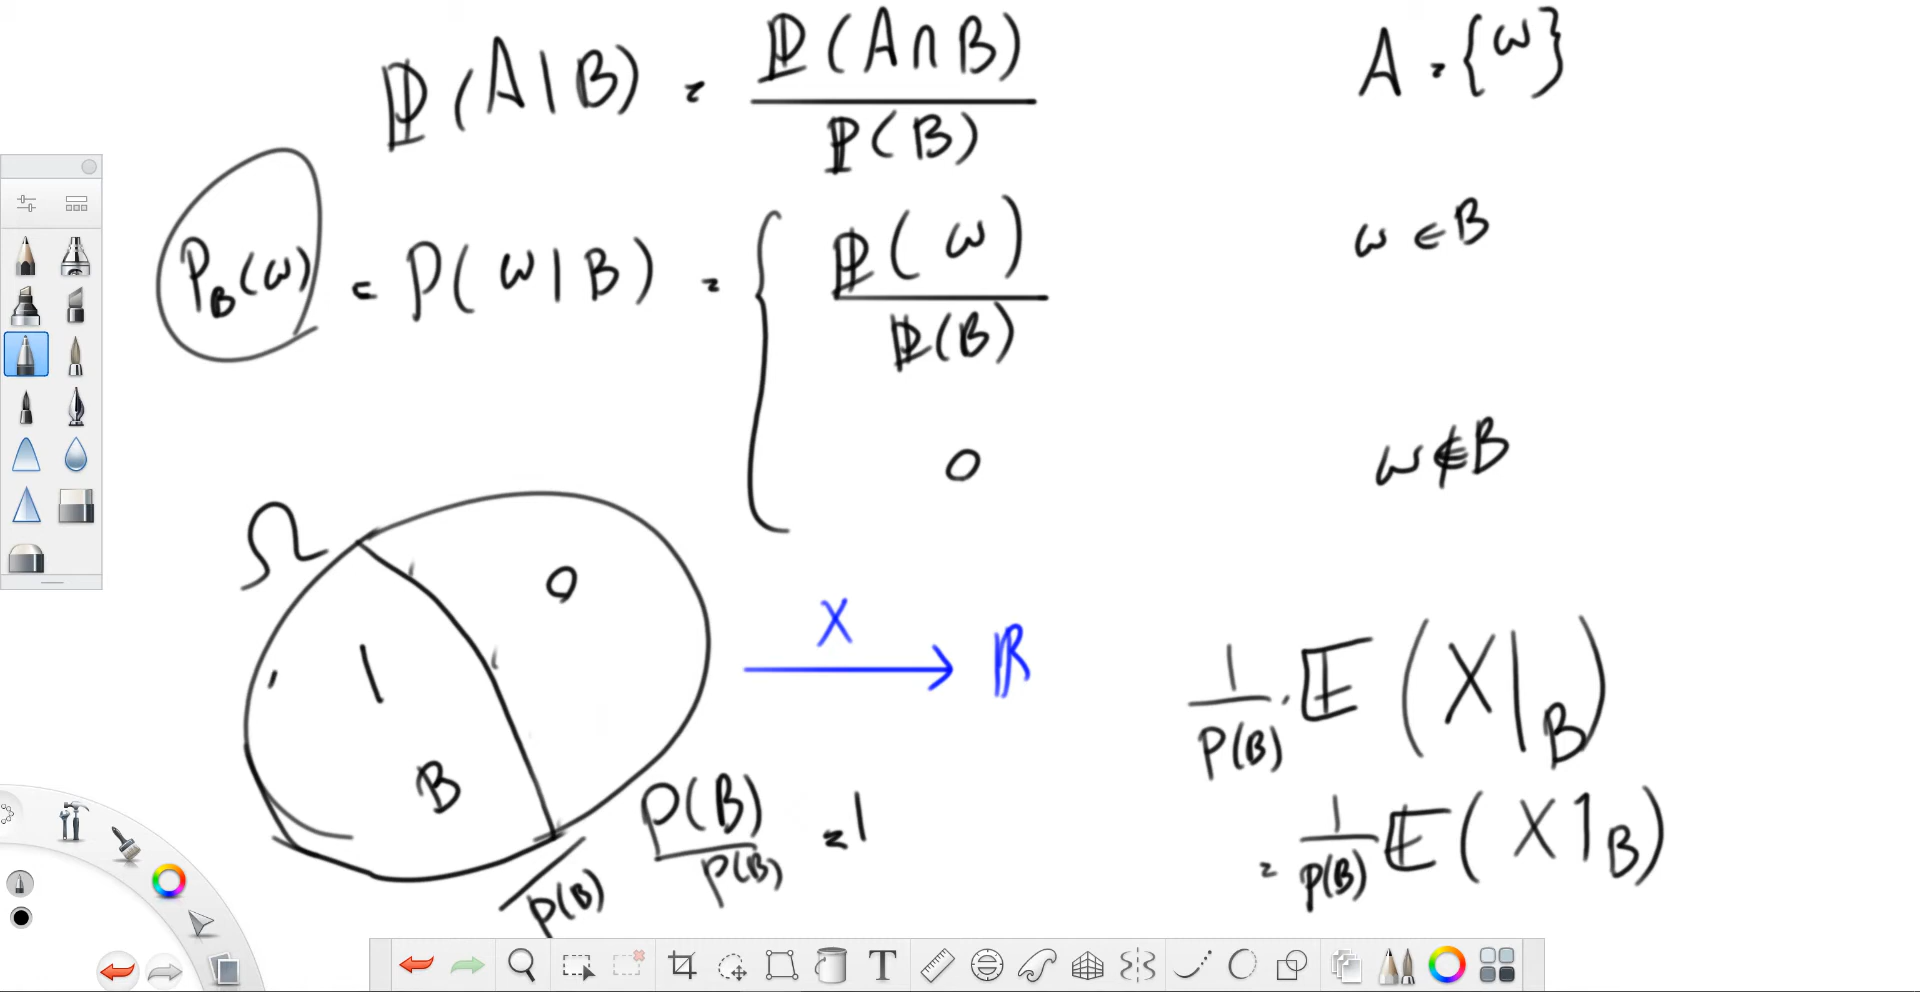 ℙ(A|B) = ℙ(A∩B) / ℙ(B)    A = {ω}
P_B(ω) = P(ω|B) = { ℙ(ω) / ℙ(B)    ω ∈ B
0    ω ∉ B
Ω
0
1
B
X
ℝ
P(B) / P(B) = 1
/ P(B)
1/P(B) · 𝔼(X|_B)
= 1/P(B) 𝔼(X 1_B)
T